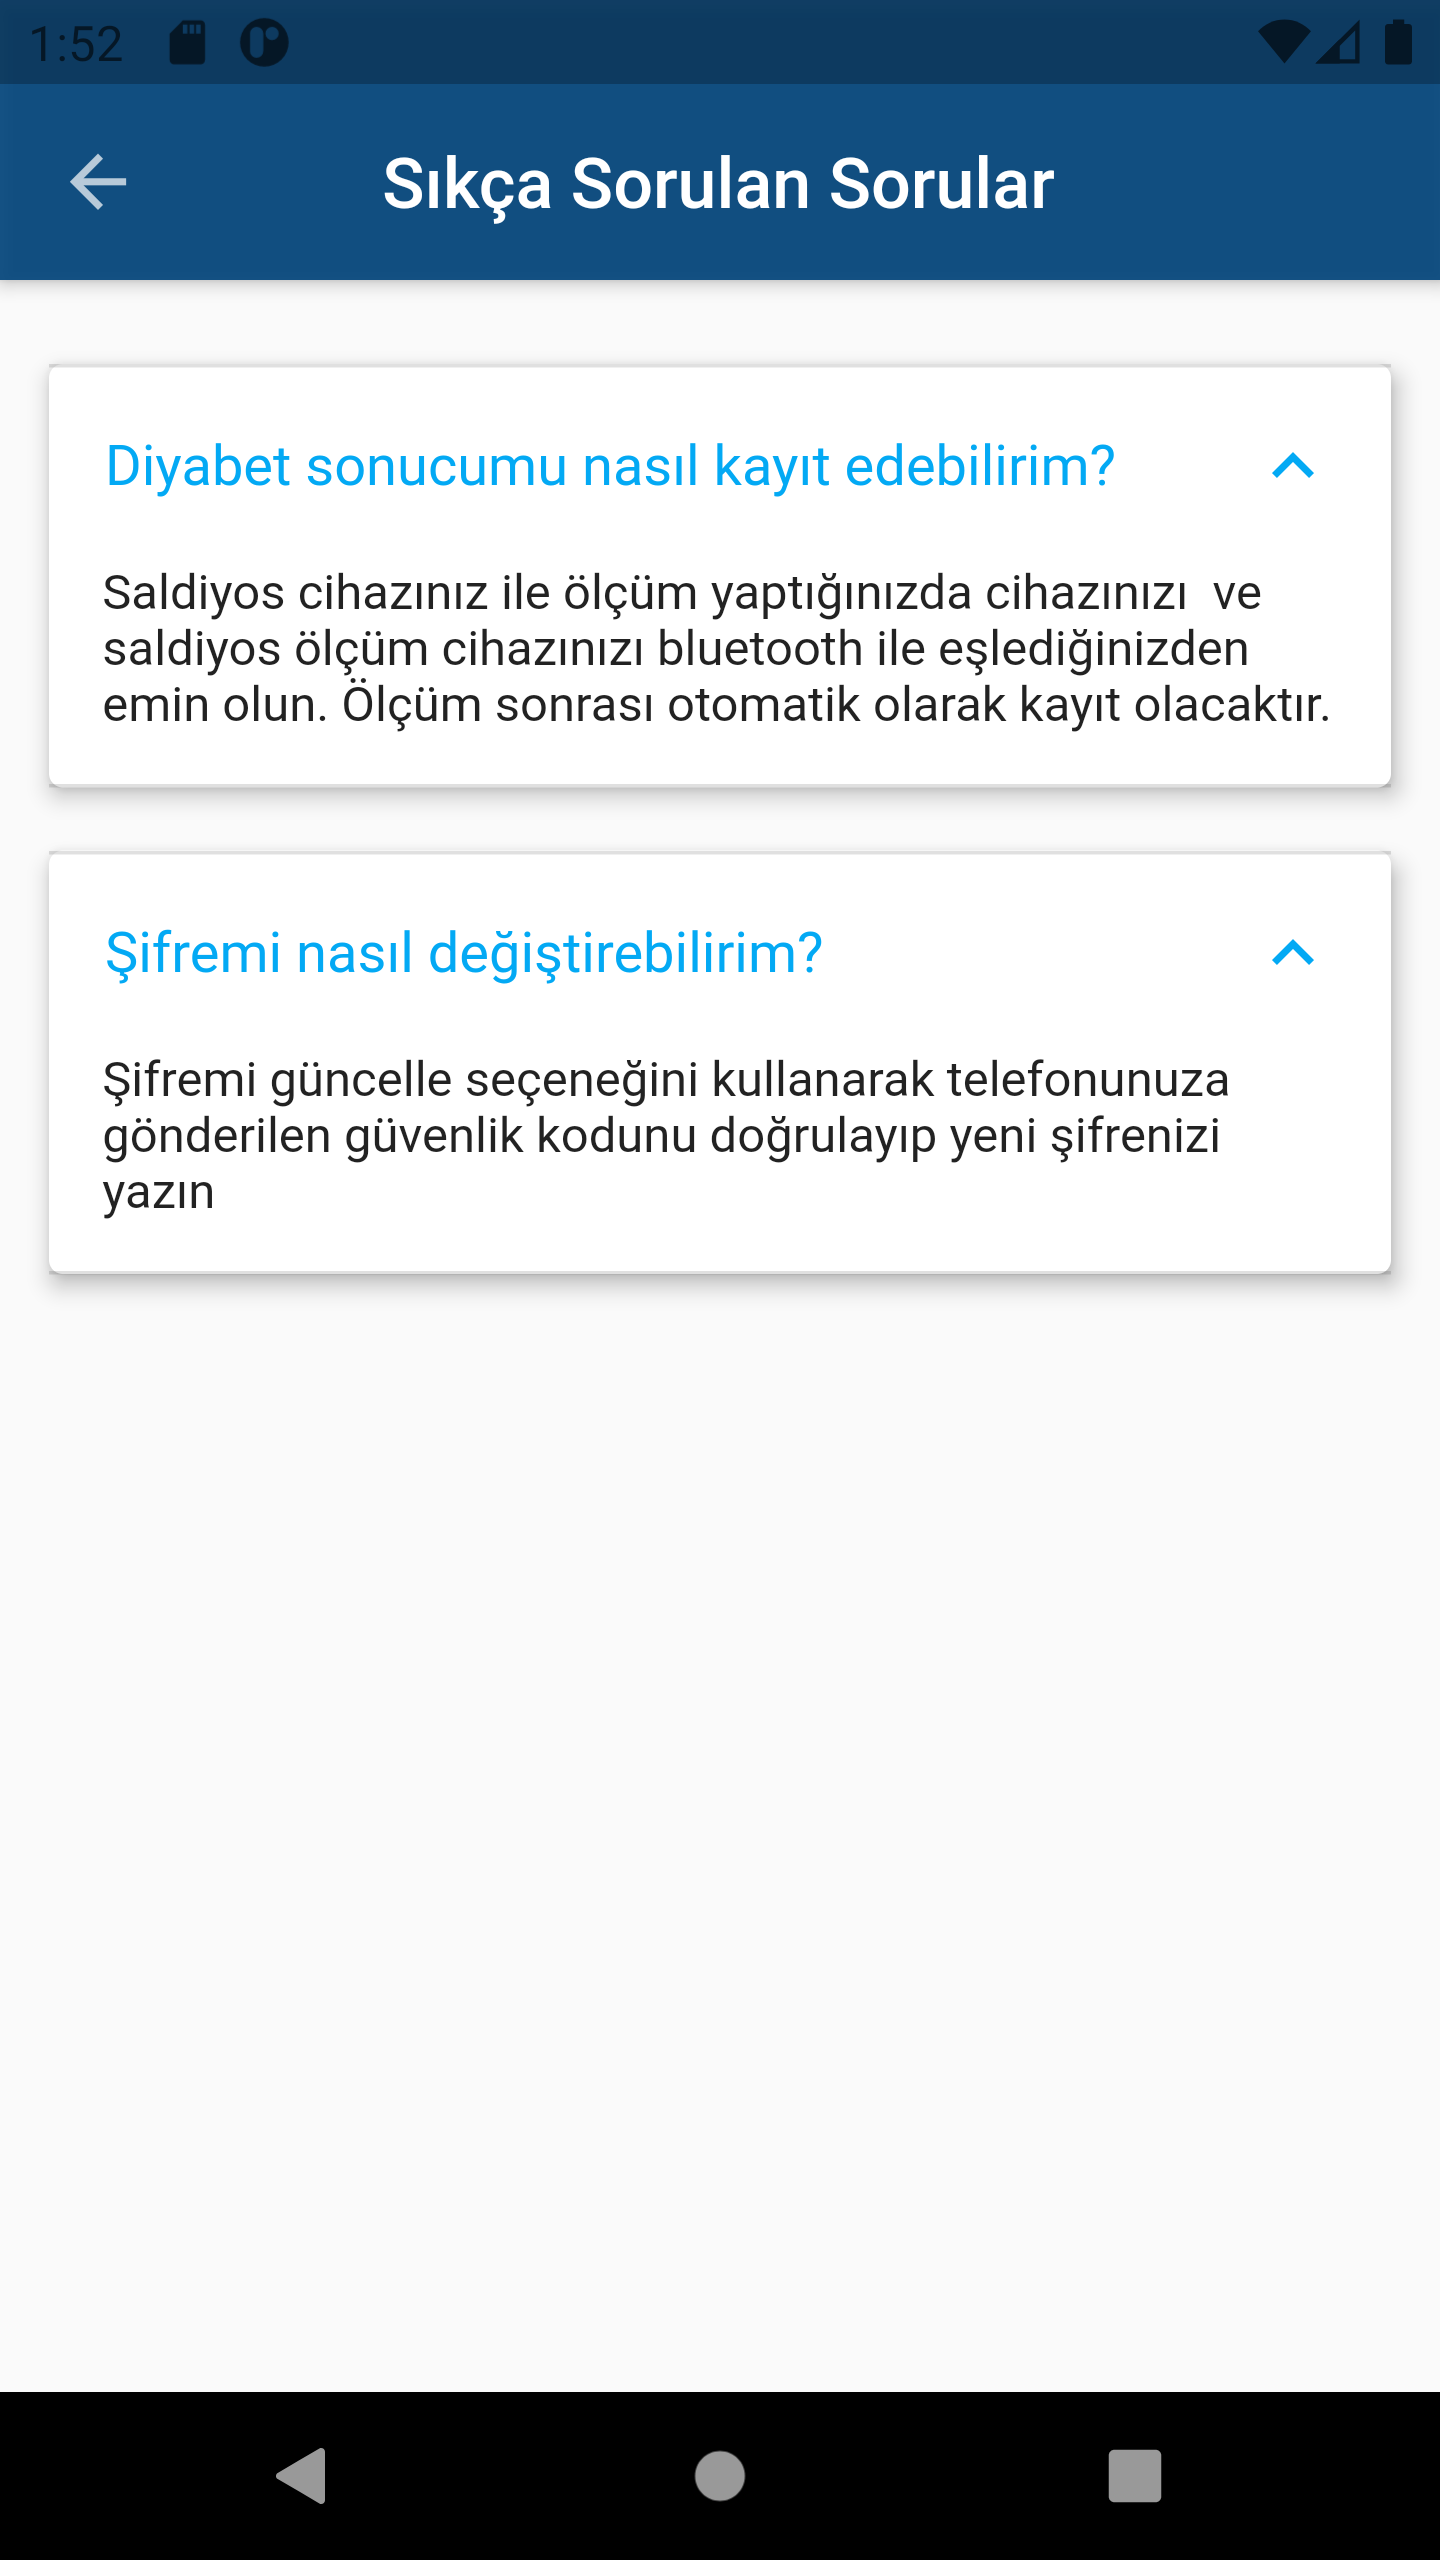 1:52
Sıkça Sorulan Sorular
Diyabet sonucumu nasıl kayıt edebilirim?
Saldiyos cihazınız ile ölçüm yaptığınızda cihazınızı  ve
saldiyos ölçüm cihazınızı bluetooth ile eşlediğinizden
emin olun. Ölçüm sonrası otomatik olarak kayıt olacaktır.
Şifremi nasıl değiştirebilirim?
Şifremi güncelle seçeneğini kullanarak telefonunuza
gönderilen güvenlik kodunu doğrulayıp yeni şifrenizi
yazın